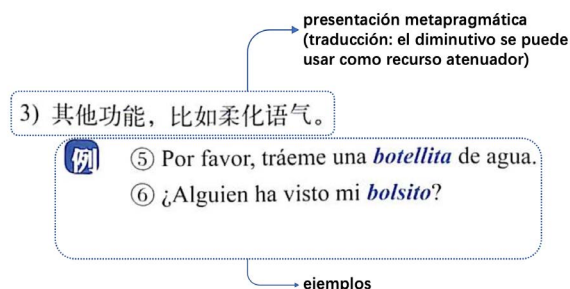 presentación metapragmática
(traducción: el diminutivo se puede
usar como recurso atenuador)
3) 其他功能，比如柔化语气。
例 ⑤ Por favor, tráeme una botellita de agua.
⑥ ¿Alguien ha visto mi bolsito?
ejemplos